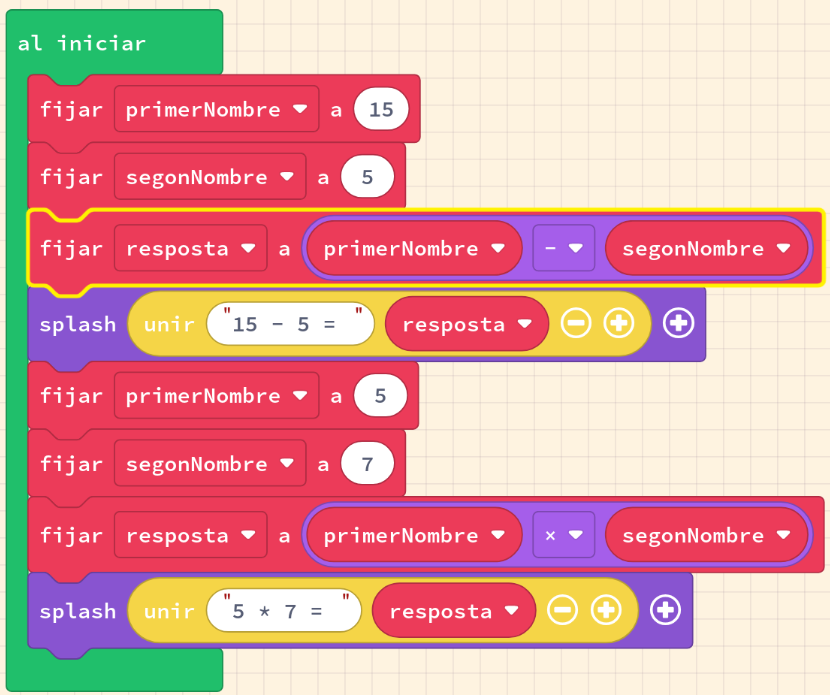 al iniciar
fijar primerNombre a 15
fijar segonNombre a 5
fijar resposta a primerNombre - segonNombre
splash unir "15 - 5 = " resposta
fijar primerNombre a 5
fijar segonNombre a 7
fijar resposta a primerNombre × segonNombre
splash unir "5 * 7 = " resposta